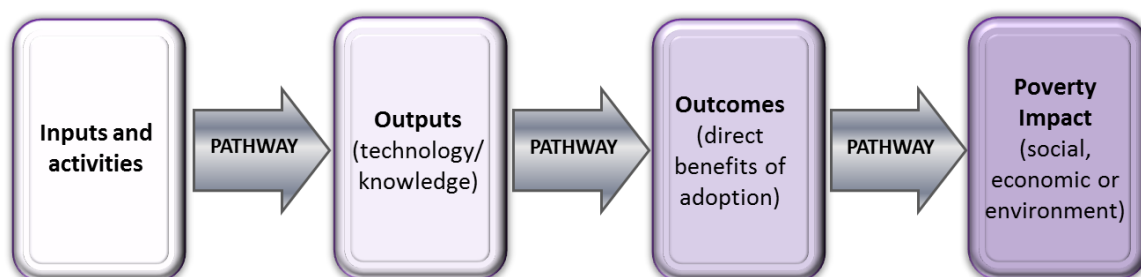 Inputs and
activities
PATHWAY
Outputs
(technology/
knowledge)
PATHWAY
Outcomes
(direct
benefits of
adoption)
PATHWAY
Poverty
Impact
(social,
economic or
environment)